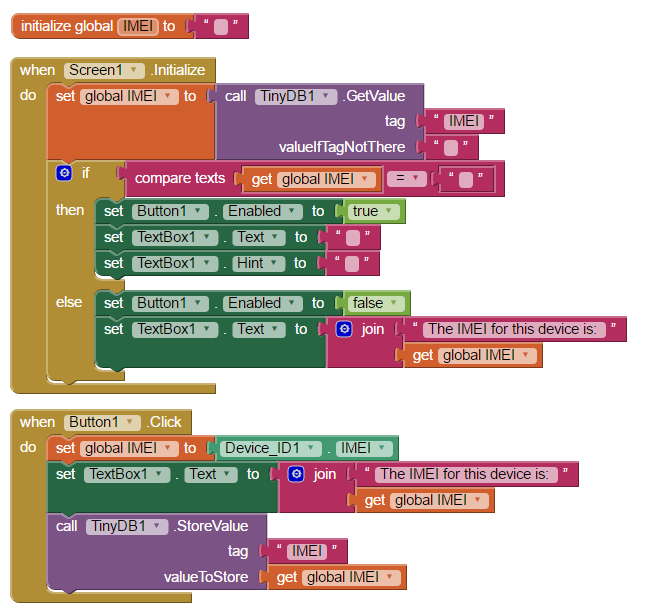 initialize global IMEI to “ ”
when Screen1 .Initialize
do set global IMEI to call TinyDB1 .GetValue
tag “ IMEI ”
valueIfTagNotThere “ ”
if compare texts get global IMEI = “ ”
then set Button1 . Enabled to true
set TextBox1 . Text to “ ”
set TextBox1 . Hint to “ ”
else set Button1 . Enabled to false
set TextBox1 . Text to join “ The IMEI for this device is: ”
get global IMEI
when Button1 .Click
do set global IMEI to Device_ID1 . IMEI
set TextBox1 . Text to join “ The IMEI for this device is: ”
get global IMEI
call TinyDB1 .StoreValue
tag “ IMEI ”
valueToStore get global IMEI